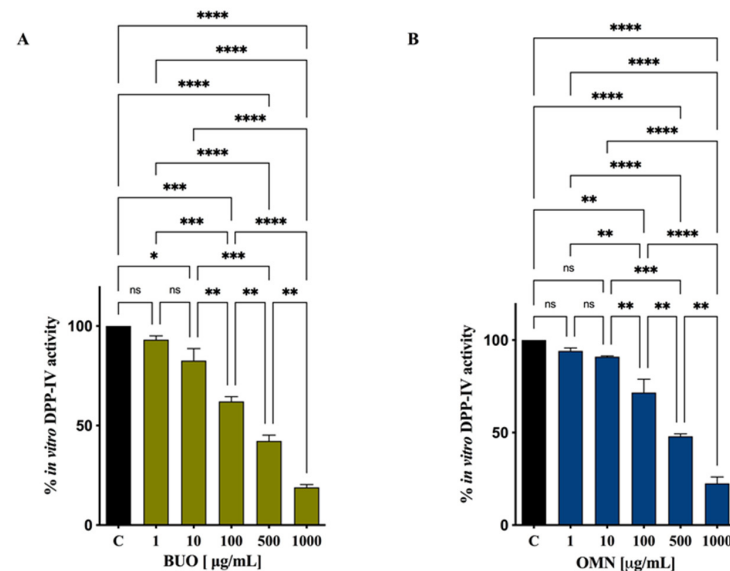 A
****
****
****
****
****
***
*** ****
* ***
ns ns ** ** **
% in vitro DPP-IV activity
100
50
0
C 1 10 100 500 1000
BUO [ µg/mL]
B
****
****
****
****
****
**
** ****
ns ***
ns ns ** ** **
% in vitro DPP-IV activity
100
50
0
C 1 10 100 500 1000
OMN [µg/mL]